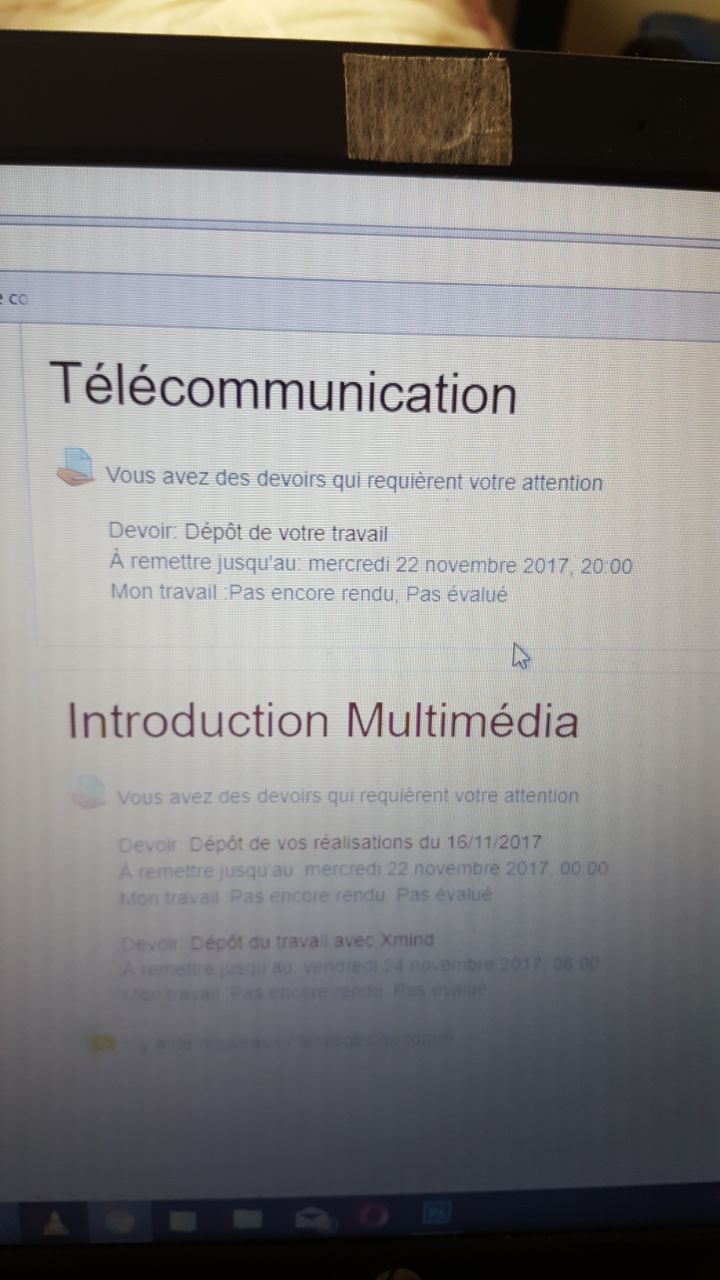 e co
Télécommunication
Vous avez des devoirs qui requièrent votre attention
Devoir: Dépôt de votre travail
À remettre jusqu'au: mercredi 22 novembre 2017, 20:00
Mon travail :Pas encore rendu, Pas évalué
Introduction Multimédia
Vous avez des devoirs qui requièrent votre attention
Devoir: Dépôt de vos réalisations du 16/11/2017
À remettre jusqu'au: mercredi 22 novembre 2017, 00:00
Mon travail :Pas encore rendu, Pas évalué
Devoir: Dépôt du travail avec Xmind
À remettre jusqu'au: vendredi 24 novembre 2017, 08:00
Mon travail :Pas encore rendu, Pas évalué
Il y a de nouveaux messages de forum
Ps